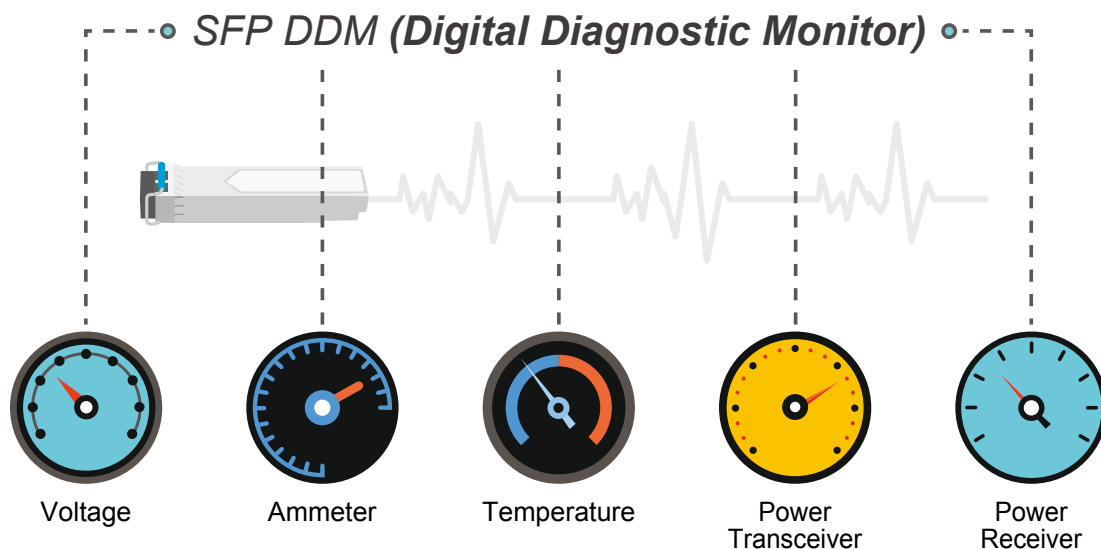 SFP DDM (Digital Diagnostic Monitor)
Voltage
Ammeter
Temperature
Power
Transceiver
Power
Receiver